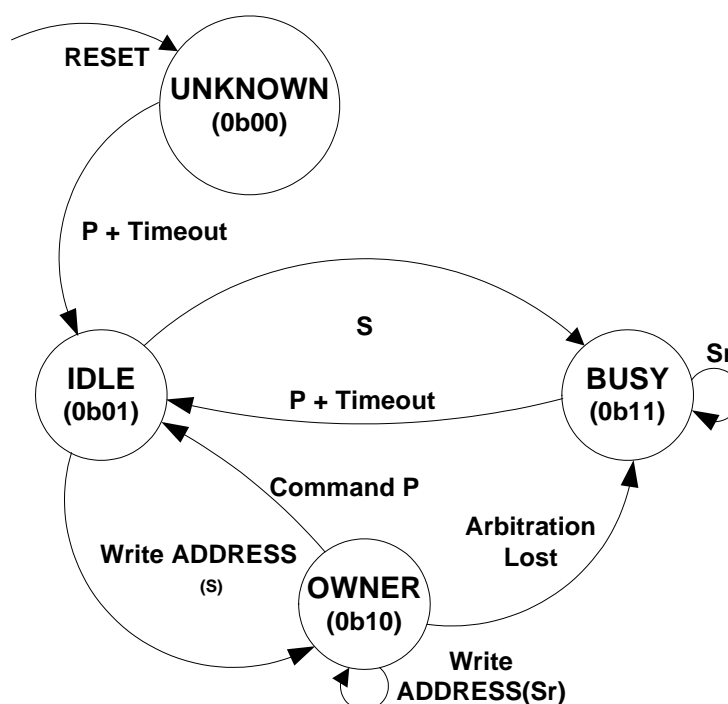 RESET
UNKNOWN
(0b00)
P + Timeout
S
IDLE
(0b01)
BUSY
(0b11)
Sr
P + Timeout
Command P
Arbitration
Lost
Write ADDRESS
(S)
OWNER
(0b10)
Write
ADDRESS(Sr)